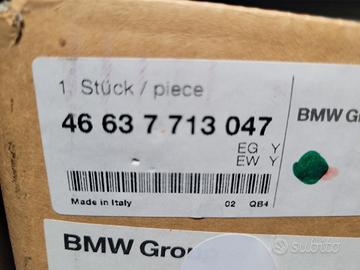 1 Stück / piece
46 63 7 713 047
BMW Gr
EG Y
EW Y
Made in Italy 02 QB4
BMW Group
subito